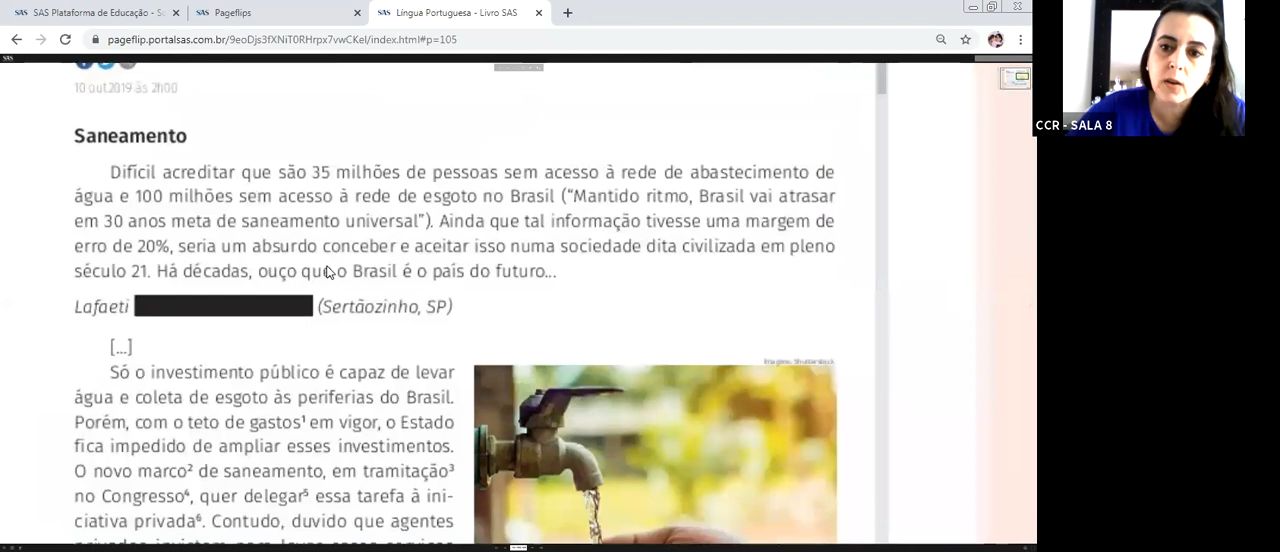 SAS Plataforma de Educação - S
Pageflips
Língua Portuguesa - Livro SAS
pageflip.portalsas.com.br/9eoDjs3fXNiT0RHrpx7vwCKel/index.html#p=105
SAS
10 out.2019 às 2h00
Saneamento
Difícil acreditar que são 35 milhões de pessoas sem acesso à rede de abastecimento de
água e 100 milhões sem acesso à rede de esgoto no Brasil (“Mantido ritmo, Brasil vai atrasar
em 30 anos meta de saneamento universal”). Ainda que tal informação tivesse uma margem de
erro de 20%, seria um absurdo conceber e aceitar isso numa sociedade dita civilizada em pleno
século 21. Há décadas, ouço que o Brasil é o país do futuro...
Lafaeti (Sertãozinho, SP)
[...]
Imagens: Shutterstock
Só o investimento público é capaz de levar
água e coleta de esgoto às periferias do Brasil.
Porém, com o teto de gastos¹ em vigor, o Estado
fica impedido de ampliar esses investimentos.
O novo marco² de saneamento, em tramitação³
no Congresso⁴, quer delegar⁵ essa tarefa à ini-
ciativa privada⁶. Contudo, duvido que agentes
CCR - SALA 8